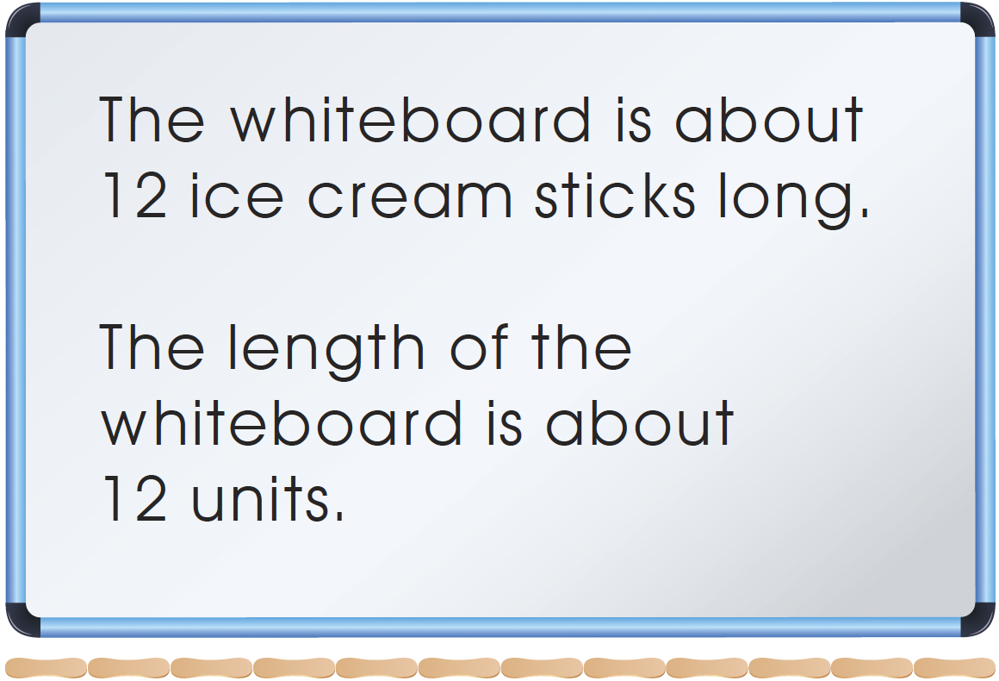 The whiteboard is about
12 ice cream sticks long.
The length of the
whiteboard is about
12 units.